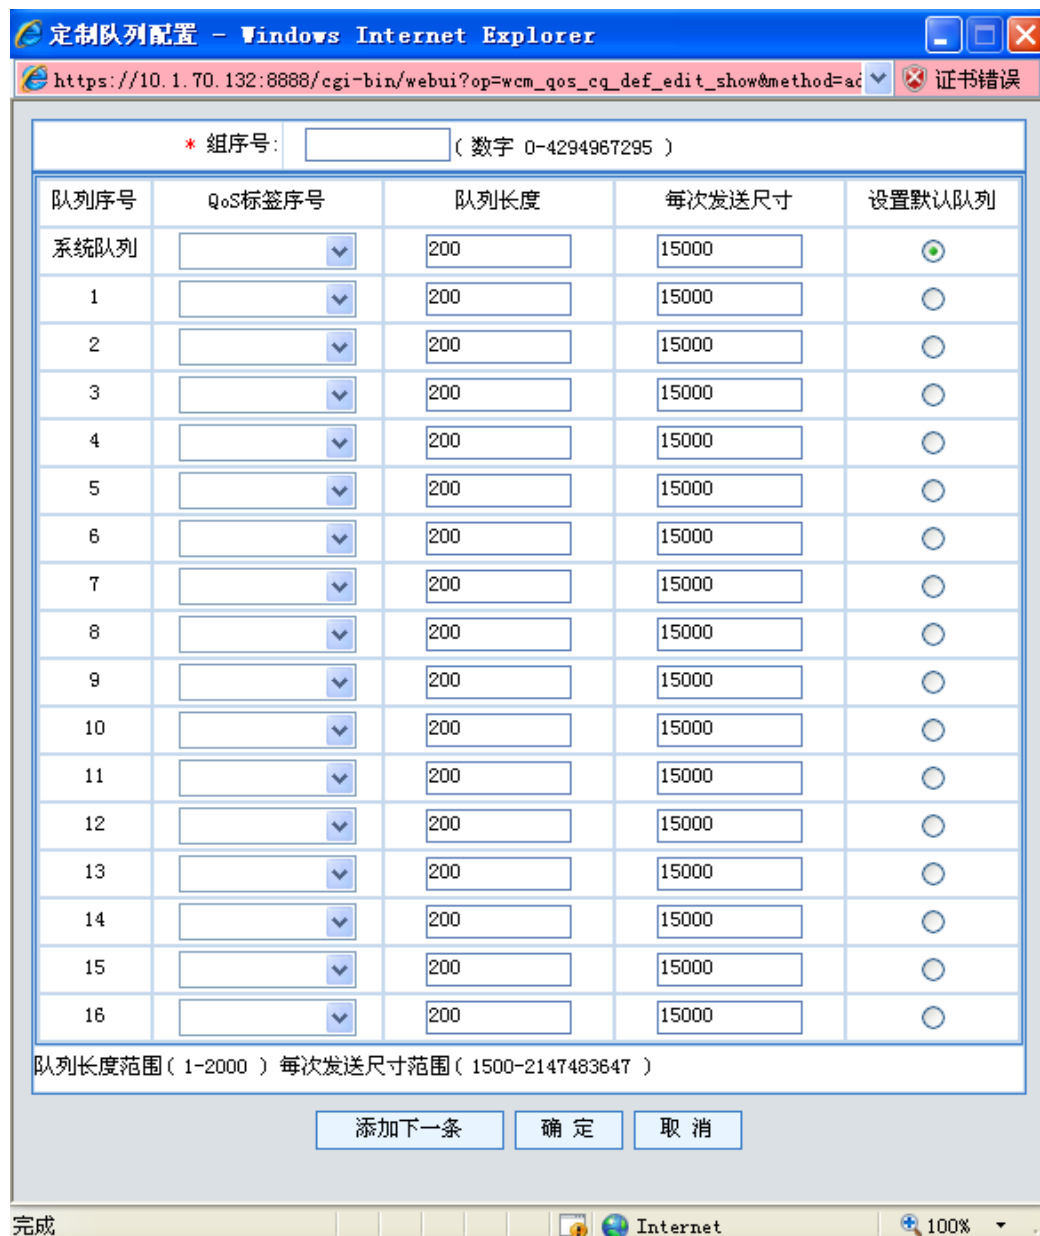 定制队列配置 - Windows Internet Explorer
https://10.1.70.132:8888/cgi-bin/webui?op=wcm_qos_cq_def_edit_show&method=ad 证书错误
* 组序号: ( 数字 0-4294967295 )
队列序号 QoS标签序号 队列长度 每次发送尺寸 设置默认队列
系统队列 200 15000
1 200 15000
2 200 15000
3 200 15000
4 200 15000
5 200 15000
6 200 15000
7 200 15000
8 200 15000
9 200 15000
10 200 15000
11 200 15000
12 200 15000
13 200 15000
14 200 15000
15 200 15000
16 200 15000
队列长度范围( 1-2000 ) 每次发送尺寸范围( 1500-2147483647 )
添加下一条 确 定 取 消
完成 Internet 100%